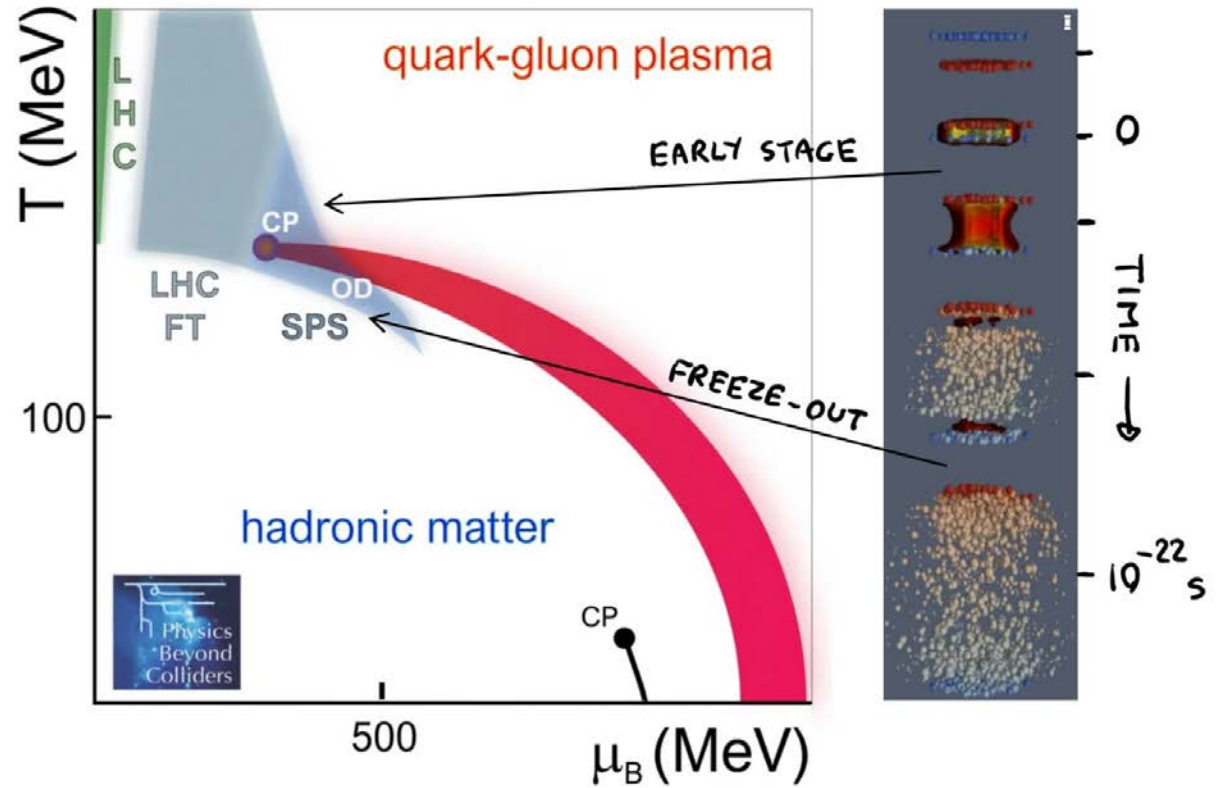 T (MeV)
L
H
C
quark-gluon plasma
EARLY STAGE
0
CP
OD
LHC
FT
SPS
TIME →
FREEZE-OUT
100
hadronic matter
10⁻²² s
Physics
Beyond
Colliders
CP
500
μ_B (MeV)